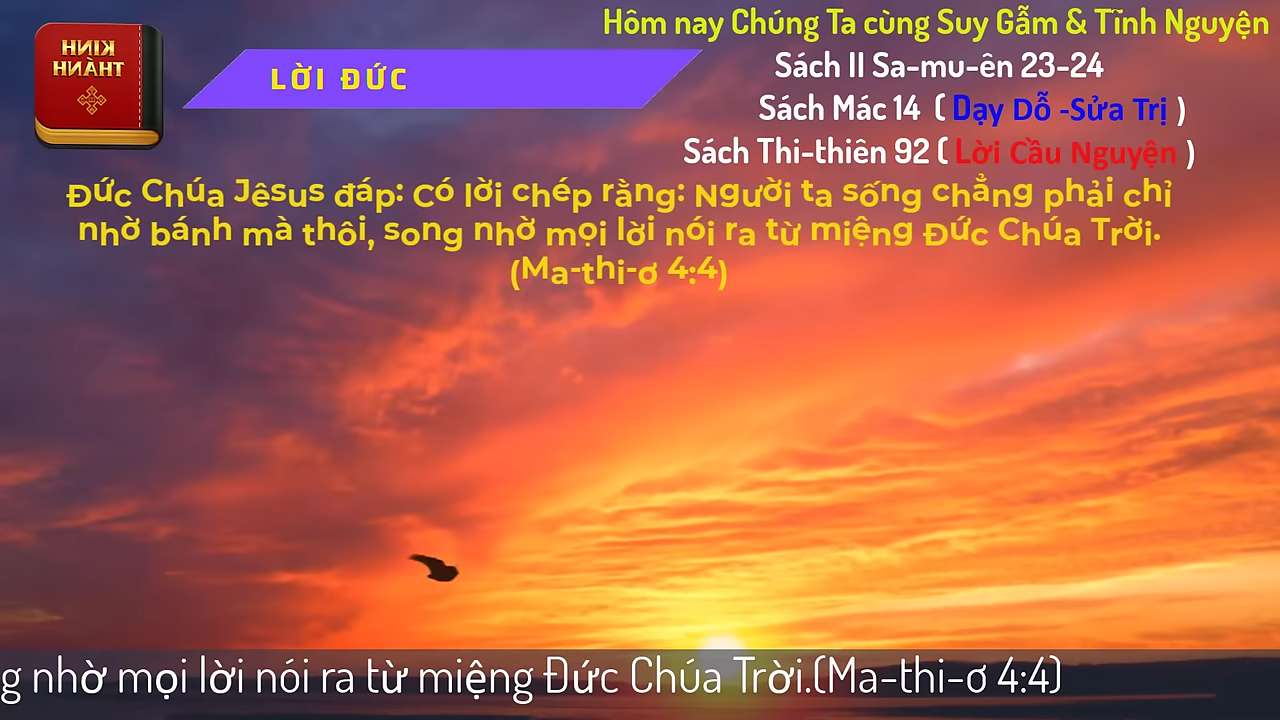 KINH
THÀNH
LỜI ĐỨC
Hôm nay Chúng Ta cùng Suy Gẫm & Tĩnh Nguyện
Sách II Sa-mu-ên 23-24
Sách Mác 14 ( Dạy Dỗ -Sửa Trị )
Sách Thi-thiên 92 ( Lời Cầu Nguyện )
Đức Chúa Jêsus đáp: Có lời chép rằng: Người ta sống chẳng phải chỉ
nhờ bánh mà thôi, song nhờ mọi lời nói ra từ miệng Đức Chúa Trời.
(Ma-thi-ơ 4:4)
g nhờ mọi lời nói ra từ miệng Đức Chúa Trời.(Ma-thi-ơ 4:4)